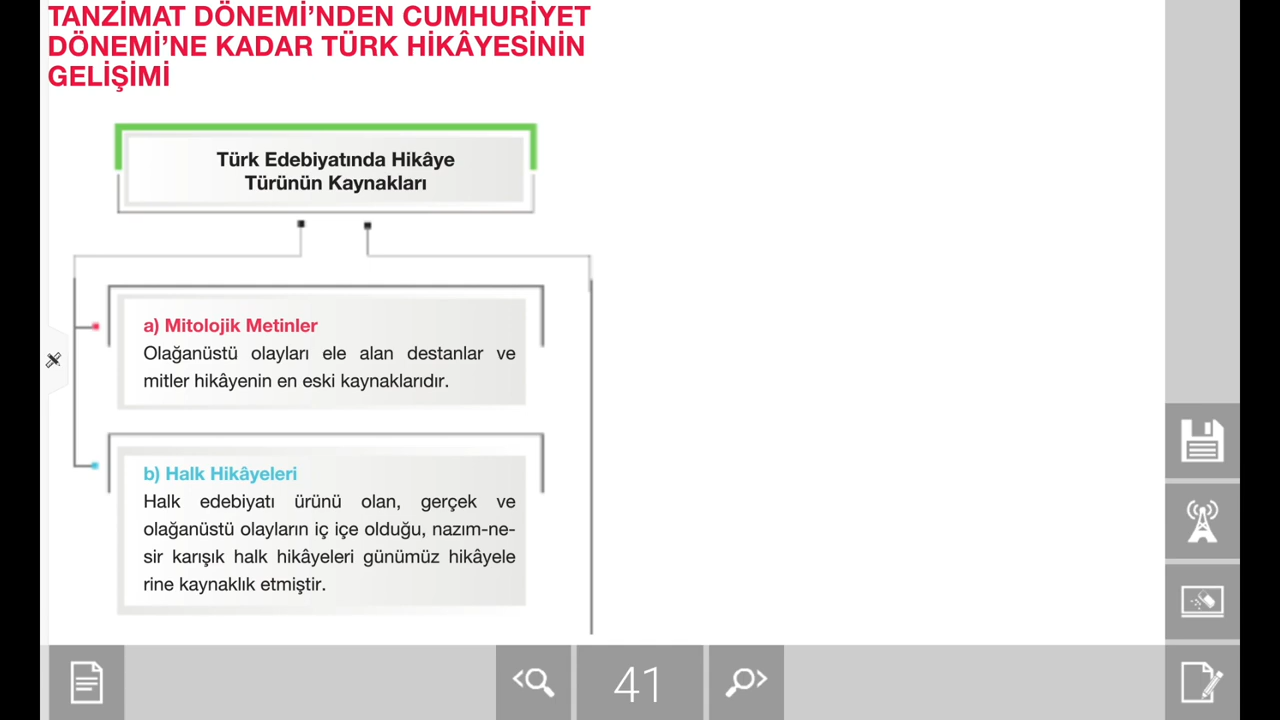 TANZİMAT DÖNEMİ'NDEN CUMHURİYET
DÖNEMİ'NE KADAR TÜRK HİKÂYESİNİN
GELİŞİMİ
Türk Edebiyatında Hikâye
Türünün Kaynakları
a) Mitolojik Metinler
Olağanüstü olayları ele alan destanlar ve
mitler hikâyenin en eski kaynaklarıdır.
b) Halk Hikâyeleri
Halk edebiyatı ürünü olan, gerçek ve
olağanüstü olayların iç içe olduğu, nazım-ne-
sir karışık halk hikâyeleri günümüz hikâyele
rine kaynaklık etmiştir.
41